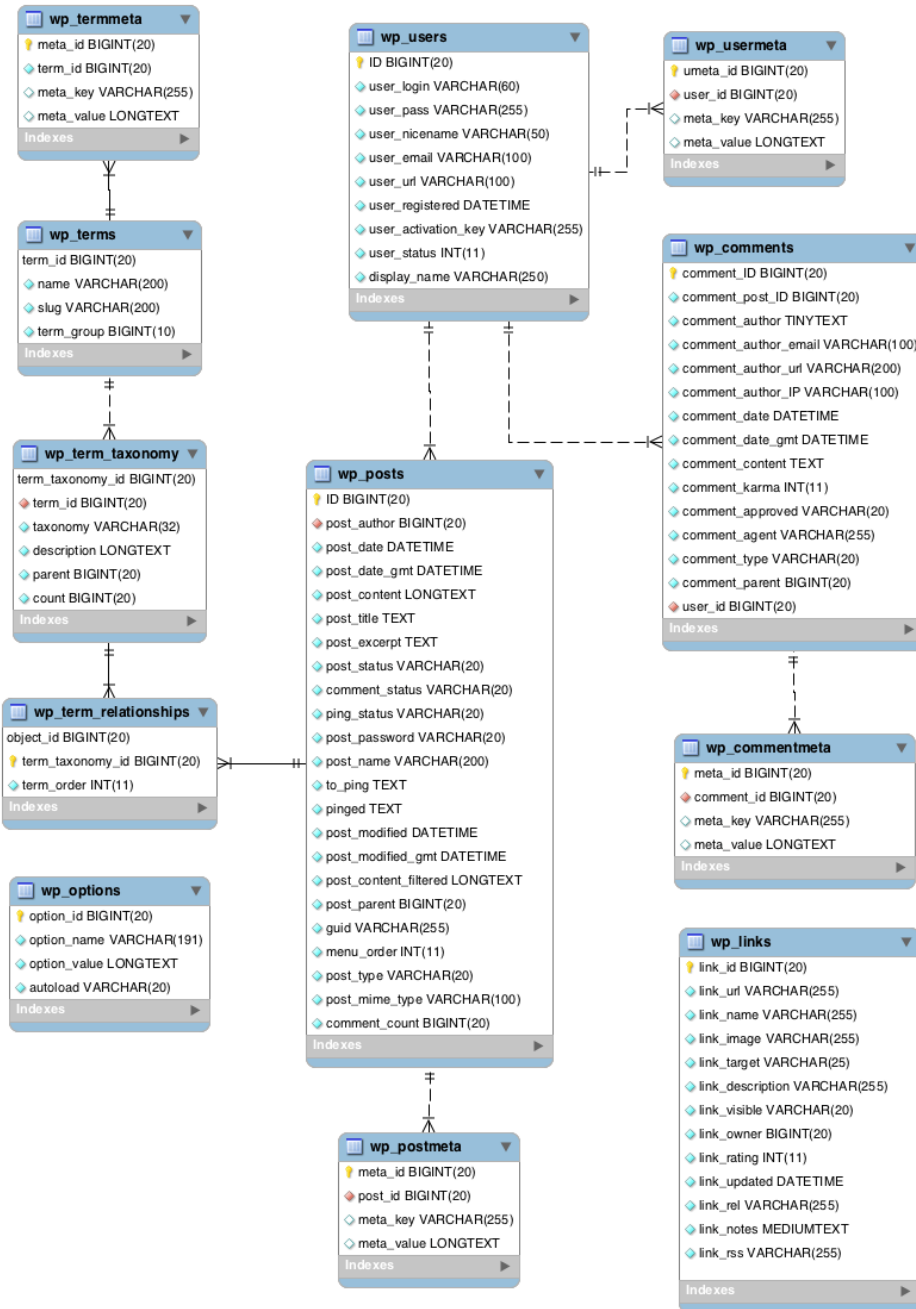 wp_termmeta
meta_id BIGINT(20)
term_id BIGINT(20)
meta_key VARCHAR(255)
meta_value LONGTEXT
Indexes
wp_terms
term_id BIGINT(20)
name VARCHAR(200)
slug VARCHAR(200)
term_group BIGINT(10)
Indexes
wp_term_taxonomy
term_taxonomy_id BIGINT(20)
term_id BIGINT(20)
taxonomy VARCHAR(32)
description LONGTEXT
parent BIGINT(20)
count BIGINT(20)
Indexes
wp_term_relationships
object_id BIGINT(20)
term_taxonomy_id BIGINT(20)
term_order INT(11)
Indexes
wp_options
option_id BIGINT(20)
option_name VARCHAR(191)
option_value LONGTEXT
autoload VARCHAR(20)
Indexes
wp_users
ID BIGINT(20)
user_login VARCHAR(60)
user_pass VARCHAR(255)
user_nicename VARCHAR(50)
user_email VARCHAR(100)
user_url VARCHAR(100)
user_registered DATETIME
user_activation_key VARCHAR(255)
user_status INT(11)
display_name VARCHAR(250)
Indexes
wp_posts
ID BIGINT(20)
post_author BIGINT(20)
post_date DATETIME
post_date_gmt DATETIME
post_content LONGTEXT
post_title TEXT
post_excerpt TEXT
post_status VARCHAR(20)
comment_status VARCHAR(20)
ping_status VARCHAR(20)
post_password VARCHAR(20)
post_name VARCHAR(200)
to_ping TEXT
pinged TEXT
post_modified DATETIME
post_modified_gmt DATETIME
post_content_filtered LONGTEXT
post_parent BIGINT(20)
guid VARCHAR(255)
menu_order INT(11)
post_type VARCHAR(20)
post_mime_type VARCHAR(100)
comment_count BIGINT(20)
Indexes
wp_postmeta
meta_id BIGINT(20)
post_id BIGINT(20)
meta_key VARCHAR(255)
meta_value LONGTEXT
Indexes
wp_usermeta
umeta_id BIGINT(20)
user_id BIGINT(20)
meta_key VARCHAR(255)
meta_value LONGTEXT
Indexes
wp_comments
comment_ID BIGINT(20)
comment_post_ID BIGINT(20)
comment_author TINYTEXT
comment_author_email VARCHAR(100)
comment_author_url VARCHAR(200)
comment_author_IP VARCHAR(100)
comment_date DATETIME
comment_date_gmt DATETIME
comment_content TEXT
comment_karma INT(11)
comment_approved VARCHAR(20)
comment_agent VARCHAR(255)
comment_type VARCHAR(20)
comment_parent BIGINT(20)
user_id BIGINT(20)
Indexes
wp_commentmeta
meta_id BIGINT(20)
comment_id BIGINT(20)
meta_key VARCHAR(255)
meta_value LONGTEXT
Indexes
wp_links
link_id BIGINT(20)
link_url VARCHAR(255)
link_name VARCHAR(255)
link_image VARCHAR(255)
link_target VARCHAR(25)
link_description VARCHAR(255)
link_visible VARCHAR(20)
link_owner BIGINT(20)
link_rating INT(11)
link_updated DATETIME
link_rel VARCHAR(255)
link_notes MEDIUMTEXT
link_rss VARCHAR(255)
Indexes